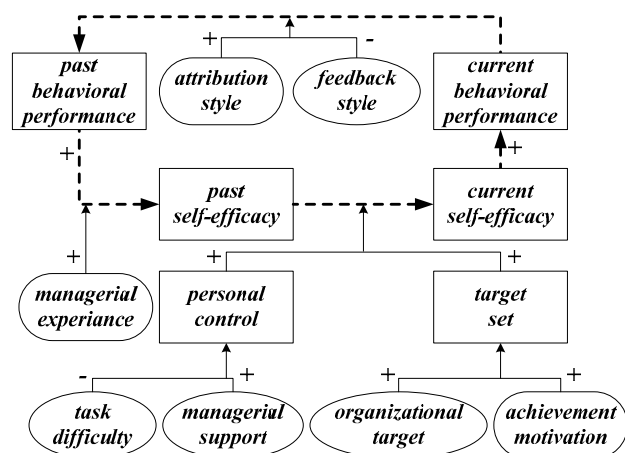 +
-
past
behavioral
performance
attribution
style
feedback
style
current
behavioral
performance
+
+
past
self-efficacy
current
self-efficacy
+
+
+
managerial
experiance
personal
control
target
set
-
+
+
+
task
difficulty
managerial
support
organizational
target
achievement
motivation